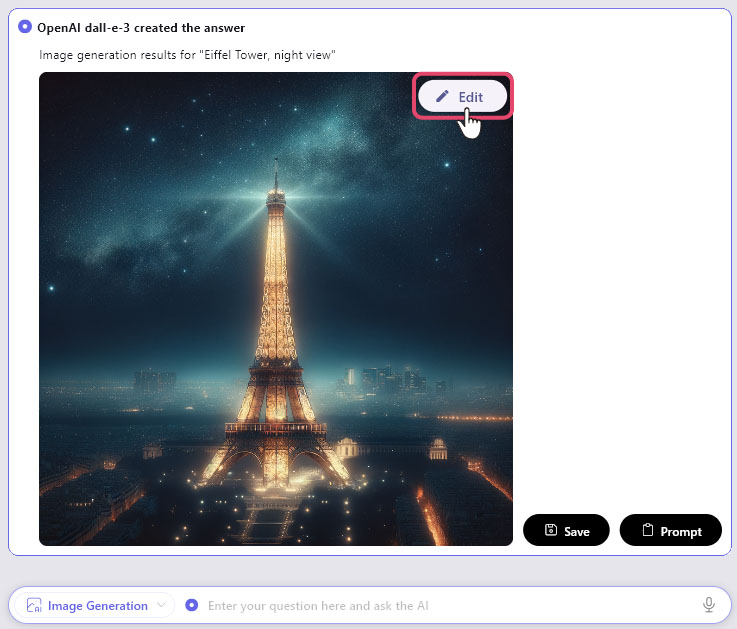 OpenAI dall-e-3 created the answer
Image generation results for "Eiffel Tower, night view"
Edit
Save
Prompt
AI Image Generation
Enter your question here and ask the AI